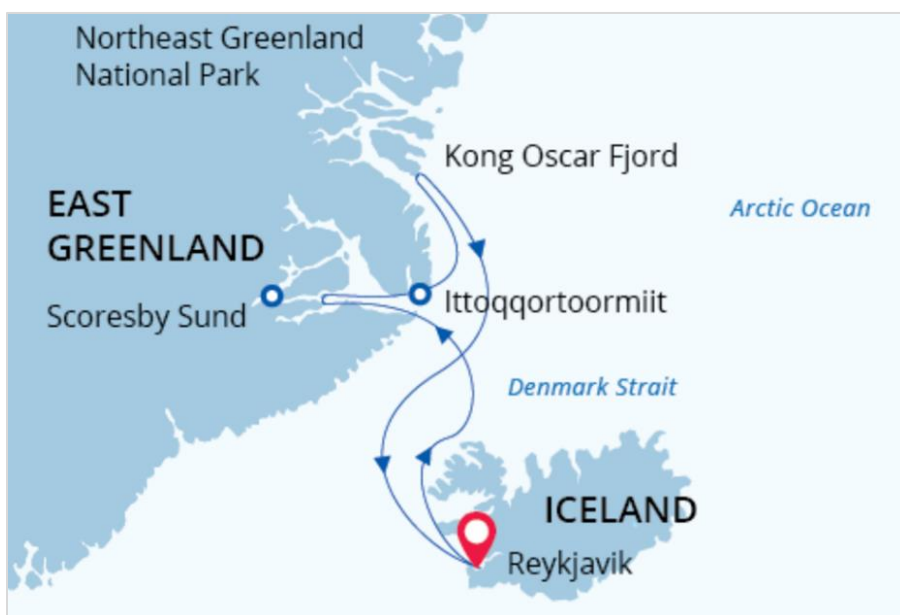 Northeast Greenland
National Park
Kong Oscar Fjord
EAST
GREENLAND
Arctic Ocean
Scoresby Sund
Ittoqqortoormiit
Denmark Strait
ICELAND
Reykjavik